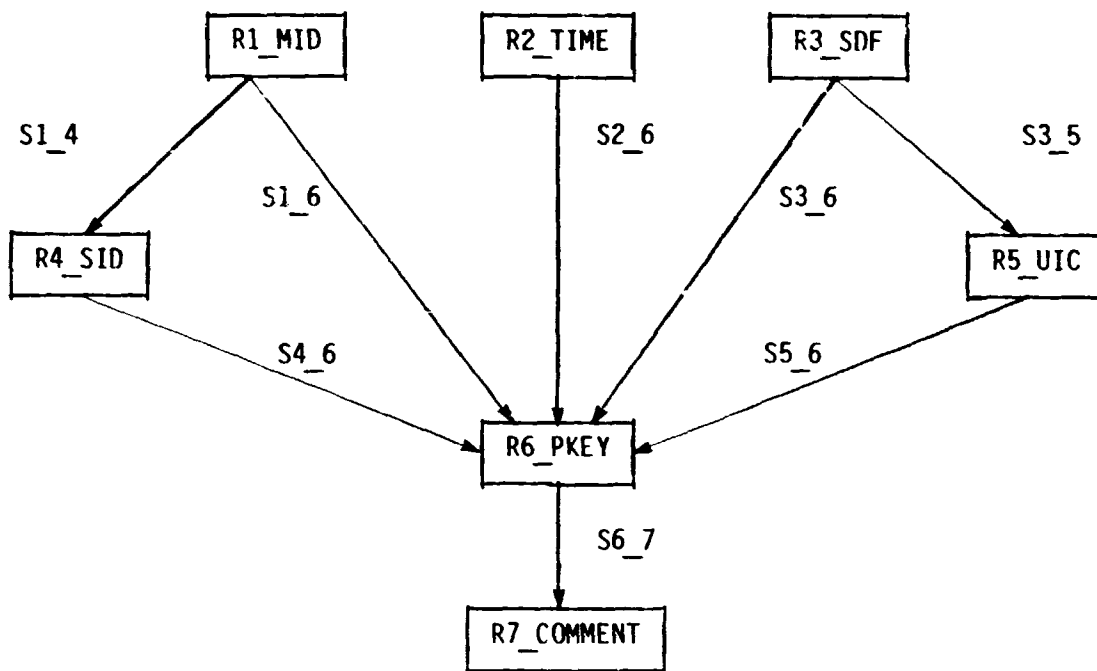 R1_MID R2_TIME R3_SDF
S1_4 S2_6 S3_5
S1_6 S3_6
R4_SID R5_UIC
S4_6 S5_6
R6_PKEY
S6_7
R7_COMMENT